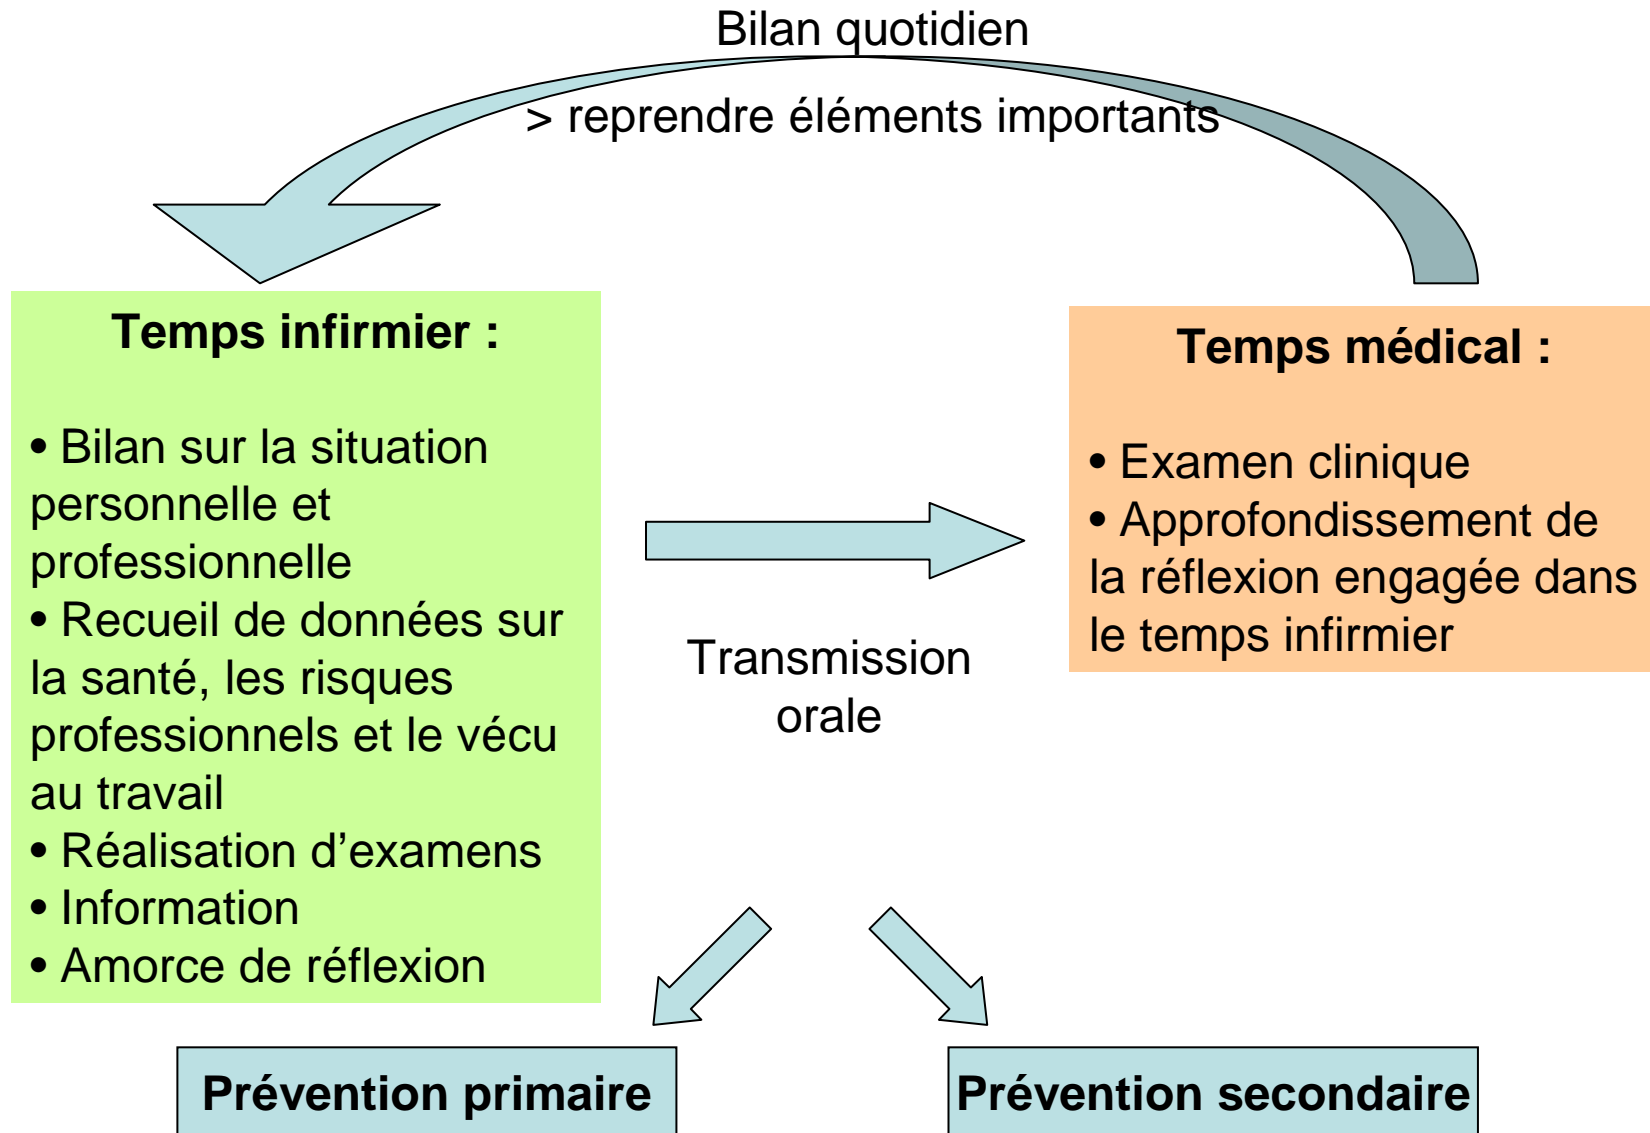 Bilan quotidien
> reprendre éléments importants
Temps infirmier :
• Bilan sur la situation
personnelle et
professionnelle
• Recueil de données sur
la santé, les risques
professionnels et le vécu
au travail
• Réalisation d’examens
• Information
• Amorce de réflexion
Transmission
orale
Temps médical :
• Examen clinique
• Approfondissement de
la réflexion engagée dans
le temps infirmier
Prévention primaire
Prévention secondaire